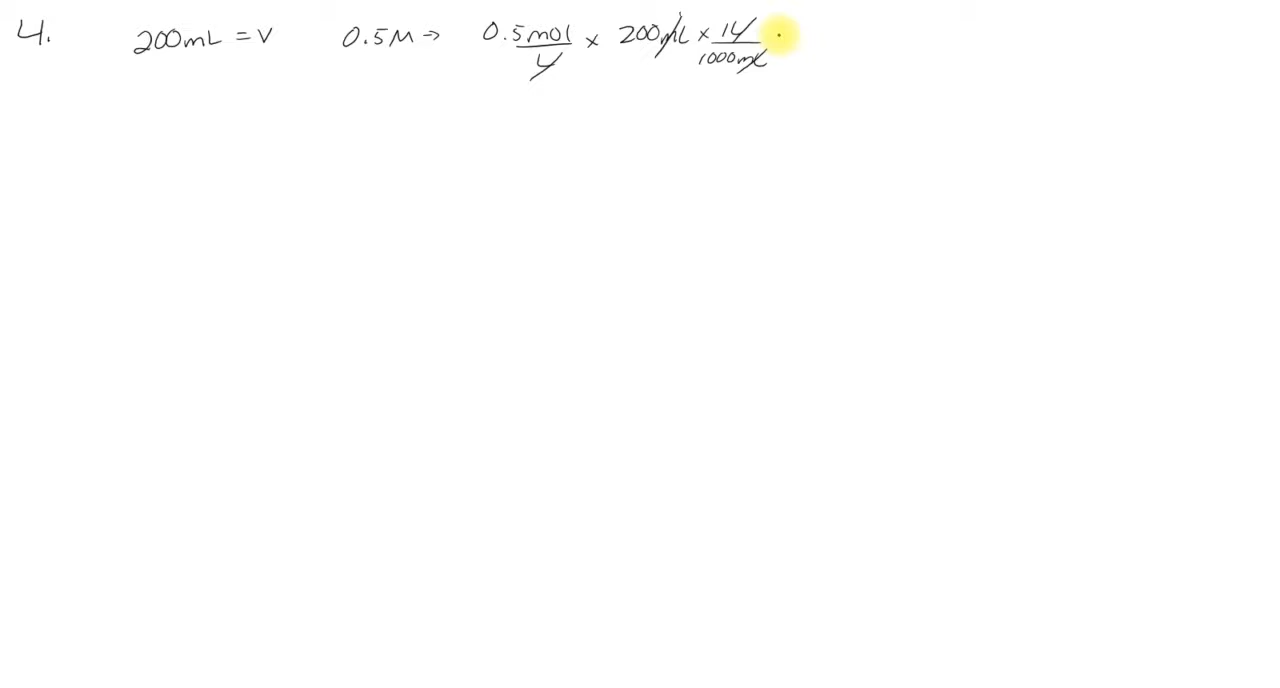 4. 200mL = V 0.5M → 0.5mol/L × 200mL × 1L/1000mL